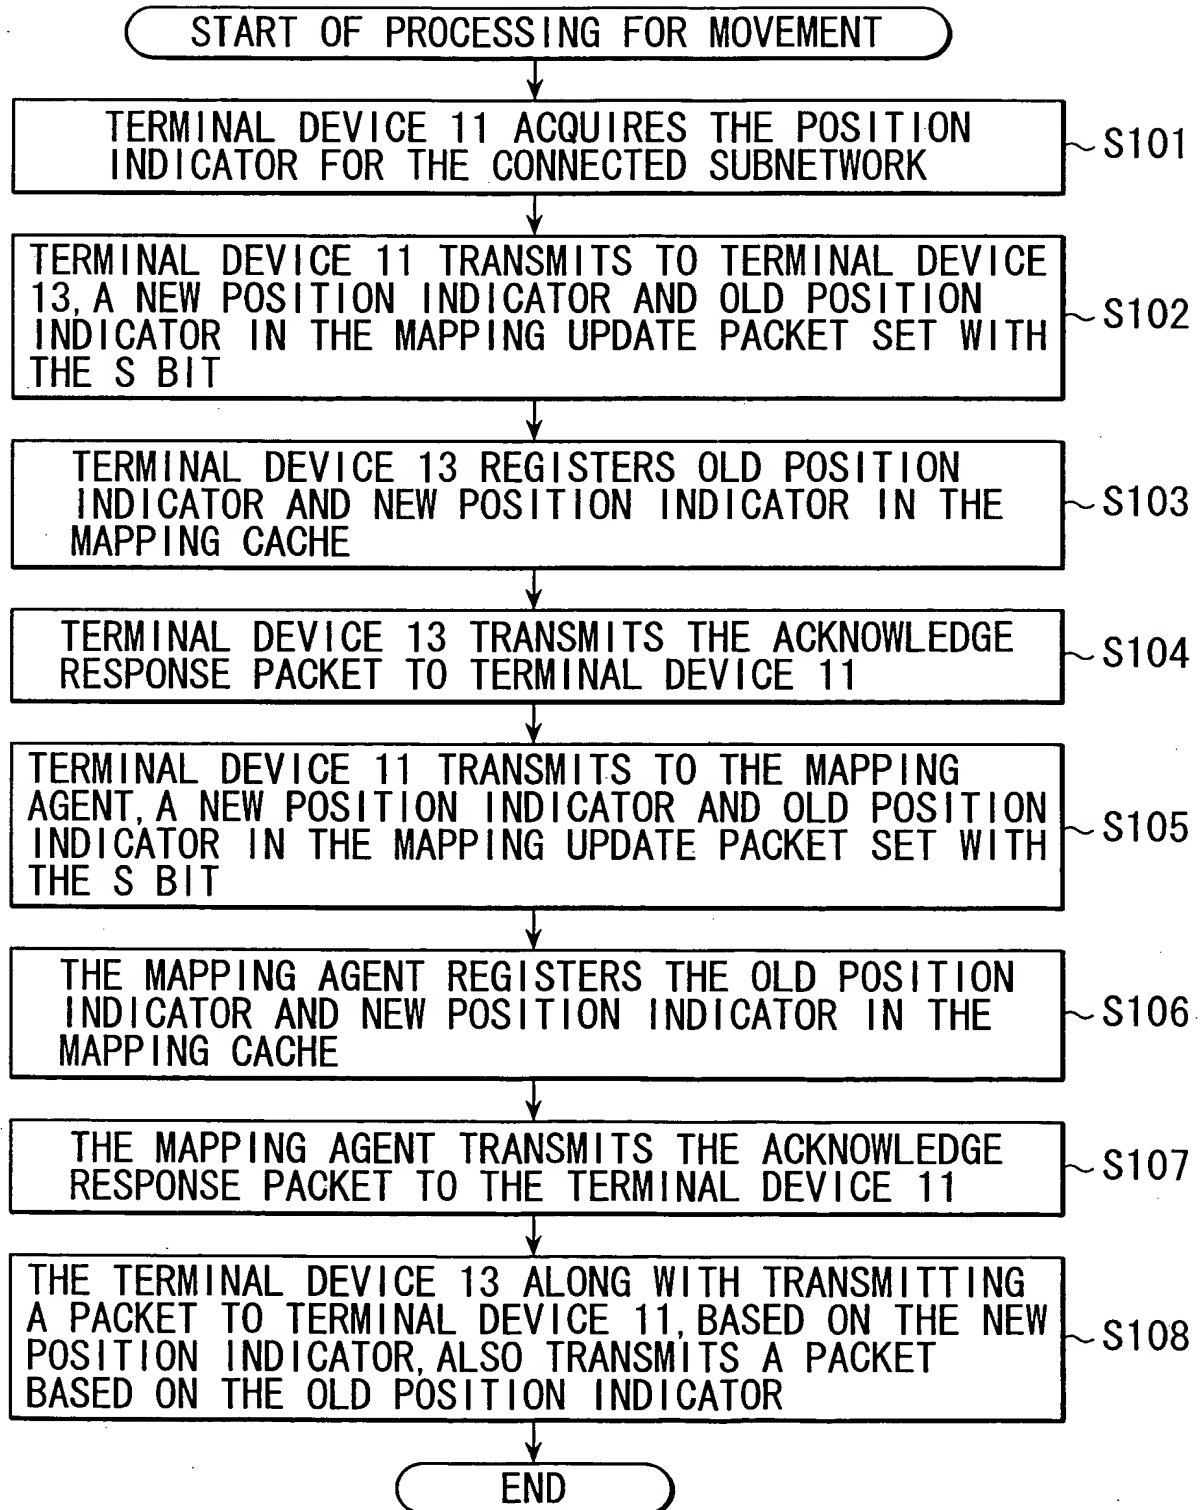 START OF PROCESSING FOR MOVEMENT
TERMINAL DEVICE 11 ACQUIRES THE POSITION
INDICATOR FOR THE CONNECTED SUBNETWORK
S101
TERMINAL DEVICE 11 TRANSMITS TO TERMINAL DEVICE
13, A NEW POSITION INDICATOR AND OLD POSITION
INDICATOR IN THE MAPPING UPDATE PACKET SET WITH
THE S BIT
S102
TERMINAL DEVICE 13 REGISTERS OLD POSITION
INDICATOR AND NEW POSITION INDICATOR IN THE
MAPPING CACHE
S103
TERMINAL DEVICE 13 TRANSMITS THE ACKNOWLEDGE
RESPONSE PACKET TO TERMINAL DEVICE 11
S104
TERMINAL DEVICE 11 TRANSMITS TO THE MAPPING
AGENT, A NEW POSITION INDICATOR AND OLD POSITION
INDICATOR IN THE MAPPING UPDATE PACKET SET WITH
THE S BIT
S105
THE MAPPING AGENT REGISTERS THE OLD POSITION
INDICATOR AND NEW POSITION INDICATOR IN THE
MAPPING CACHE
S106
THE MAPPING AGENT TRANSMITS THE ACKNOWLEDGE
RESPONSE PACKET TO THE TERMINAL DEVICE 11
S107
THE TERMINAL DEVICE 13 ALONG WITH TRANSMITTING
A PACKET TO TERMINAL DEVICE 11, BASED ON THE NEW
POSITION INDICATOR, ALSO TRANSMITS A PACKET
BASED ON THE OLD POSITION INDICATOR
S108
END